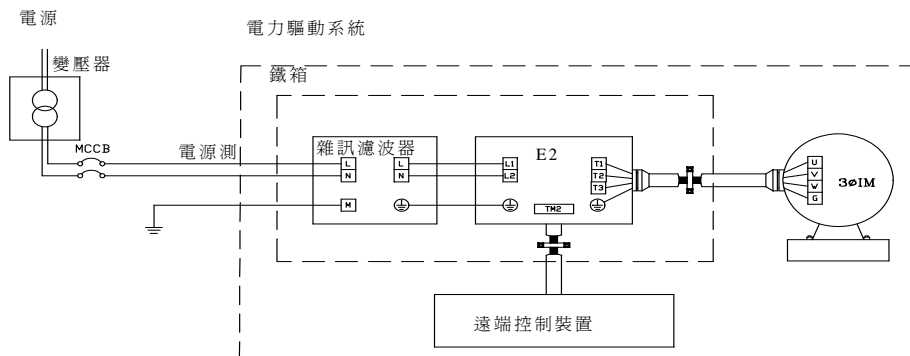 電源
電力驅動系統
變壓器
鐵箱
MCCB
電源測
雜訊濾波器
E2
L
N
M
L
N
L1
L2
T1
T2
T3
TM2
U
V
W
G
3øIM
遠端控制裝置